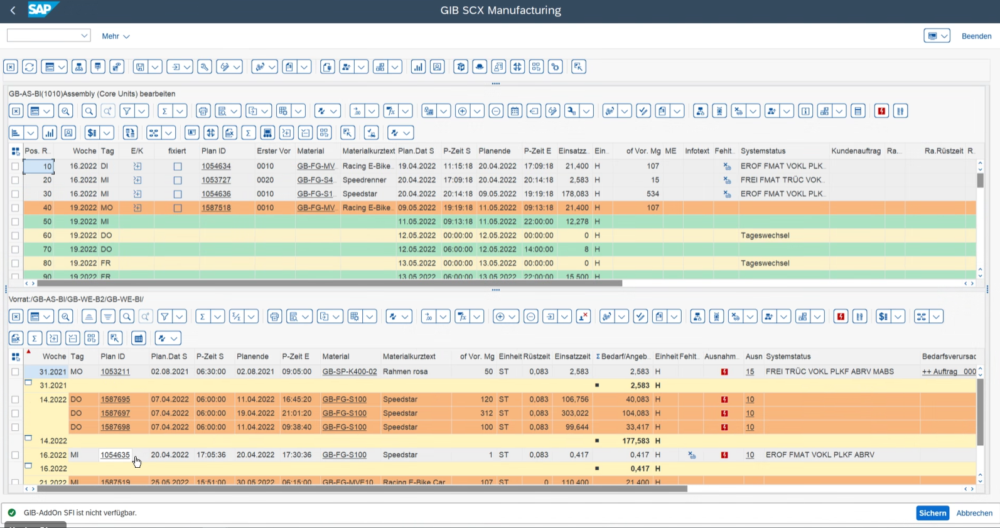 SAP GIB SCX Manufacturing
Mehr Beenden
GB-AS-BI(1010)Assembly (Core Units) bearbeiten
Pos. R... Woche Tag E/K fixiert Plan ID Erster Vor Material Materialkurztext Plan.Dat S P-Zeit S Planende P-Zeit E Einsatzz... Ein... of Vor. Mg ME Infotext Fehlt... Systemstatus Kundenauftrag Ra... Ra.Rüstzeit R...
10 16.2022 DI 1054634 0010 GB-FG-MV... Racing E-Bike... 19.04.2022 11:15:18 20.04.2022 17:09:18 21,400 H 107 EROF FMAT VOKL PLK...
20 16.2022 MI 1053727 0020 GB-FG-S4... Speedrenner 20.04.2022 17:09:18 20.04.2022 20:14:18 2,583 H 15 FREI FMAT TRÜC VOK...
30 16.2022 MI 1054636 0010 GB-FG-S1... Speedstar 20.04.2022 20:14:18 09.05.2022 19:19:18 178,083 H 534 EROF FMAT VOKL PLK...
40 19.2022 MO 1587518 0010 GB-FG-MV... Racing E-Bike... 09.05.2022 19:19:18 11.05.2022 09:13:18 21,400 H 107
50 19.2022 MI 11.05.2022 09:13:18 11.05.2022 22:00:00 12,278 H
60 19.2022 DO 12.05.2022 00:00:00 12.05.2022 00:00:00 0 H Tageswechsel
70 19.2022 DO 12.05.2022 06:00:00 12.05.2022 14:00:00 8 H
80 19.2022 FR 13.05.2022 00:00:00 13.05.2022 00:00:00 0 H Tageswechsel
90 19.2022 FR 13.05.2022 06:00:00 13.05.2022 22:00:00 15,500 H
Vorrat:/GB-AS-BI/GB-WE-B2/GB-WE-BI/
Woche Tag Plan ID Plan.Dat S P-Zeit S Planende P-Zeit E Material Materialkurztext of Vor. Mg Einheit Rüstzeit Einsatzzeit Σ Bedarf/Angeb... Einheit Fehlt... Ausnahm... Ausn Systemstatus Bedarfsverursac
31.2021 MO 1053211 02.08.2021 06:30:00 02.08.2021 09:05:00 GB-SP-K400-02 Rahmen rosa 50 ST 0,083 2,583 2,583 H 15 FREI TRÜC VOKL PLKF ABRV MABS ++ Auftrag 000
31.2021 2,583 H
14.2022 DO 1587695 07.04.2022 06:00:00 11.04.2022 16:45:20 GB-FG-S100 Speedstar 120 ST 0,083 106,756 40,083 H 10
DO 1587697 07.04.2022 06:00:00 19.04.2022 21:01:20 GB-FG-S100 Speedstar 312 ST 0,083 303,022 104,083 H 10
DO 1587698 07.04.2022 06:00:00 11.04.2022 09:38:40 GB-FG-S100 Speedstar 100 ST 0,083 99,644 33,417 H 10
14.2022 177,583 H
16.2022 MI 1054635 20.04.2022 17:05:36 20.04.2022 17:30:36 GB-FG-S100 Speedstar 1 ST 0,083 0,417 0,417 H 10 EROF FMAT VOKL PLKF ABRV
16.2022 0,417 H
21.2022 MI 1587519 25.05.2022 15:51:00 30.05.2022 06:15:00 GB-FG-MVE10 Racing E-Bike Car 107 ST 0 110,400 21,400 H
GIB-AddOn SFI ist nicht verfügbar. Sichern Abbrechen